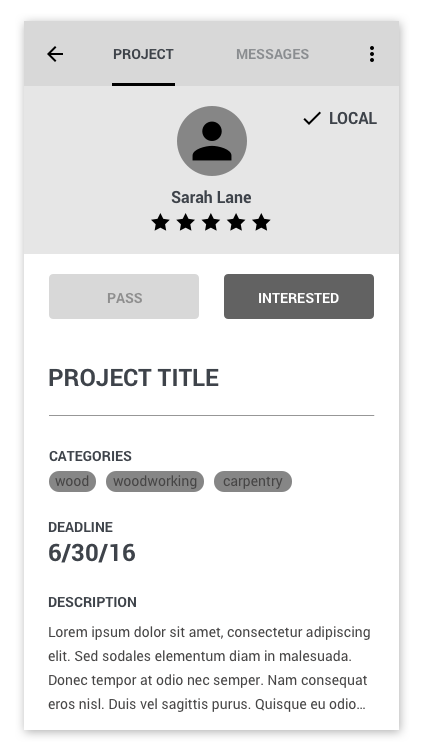 PROJECT MESSAGES
LOCAL
Sarah Lane
PASS INTERESTED
PROJECT TITLE
CATEGORIES
wood woodworking carpentry
DEADLINE
6/30/16
DESCRIPTION
Lorem ipsum dolor sit amet, consectetur adipiscing
elit. Sed sodales elementum diam in malesuada.
Donec tempor at odio nec semper. Nam consequat
eros nisl. Duis vel sagittis purus. Quisque eu odio...